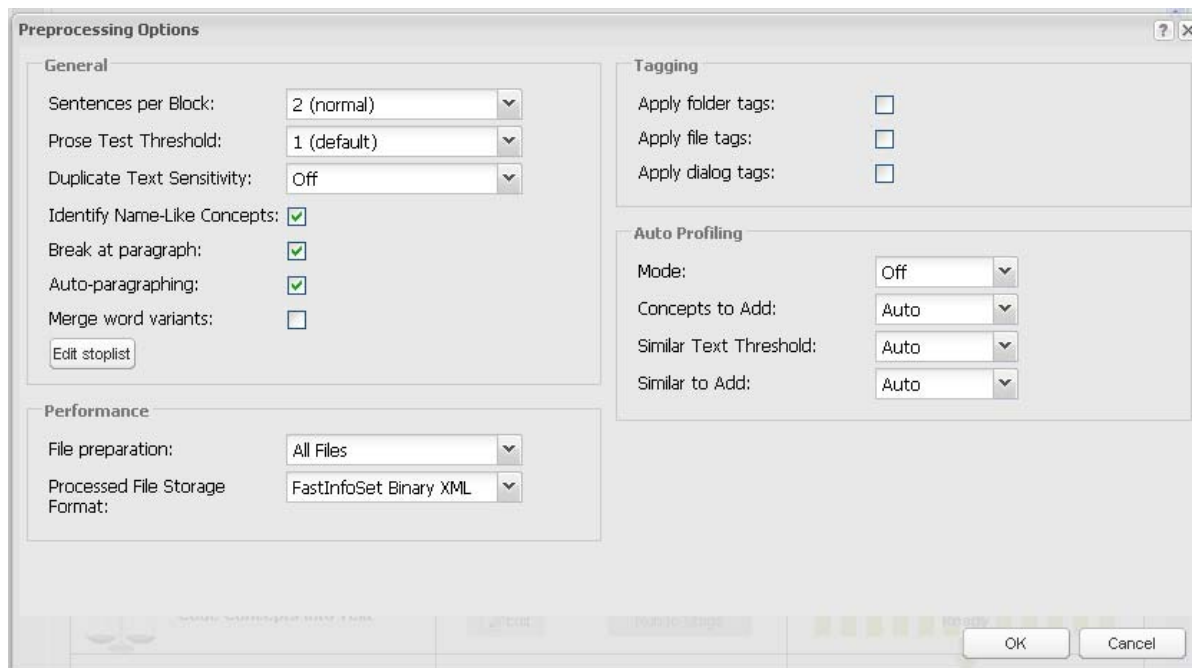 Preprocessing Options
General
Sentences per Block: 2 (normal)
Prose Test Threshold: 1 (default)
Duplicate Text Sensitivity: Off
Identify Name-Like Concepts:
Break at paragraph:
Auto-paragraphing:
Merge word variants:
Edit stoplist
Performance
File preparation: All Files
Processed File Storage
Format: FastInfoSet Binary XML
Tagging
Apply folder tags:
Apply file tags:
Apply dialog tags:
Auto Profiling
Mode: Off
Concepts to Add: Auto
Similar Text Threshold: Auto
Similar to Add: Auto
Ready
OK Cancel